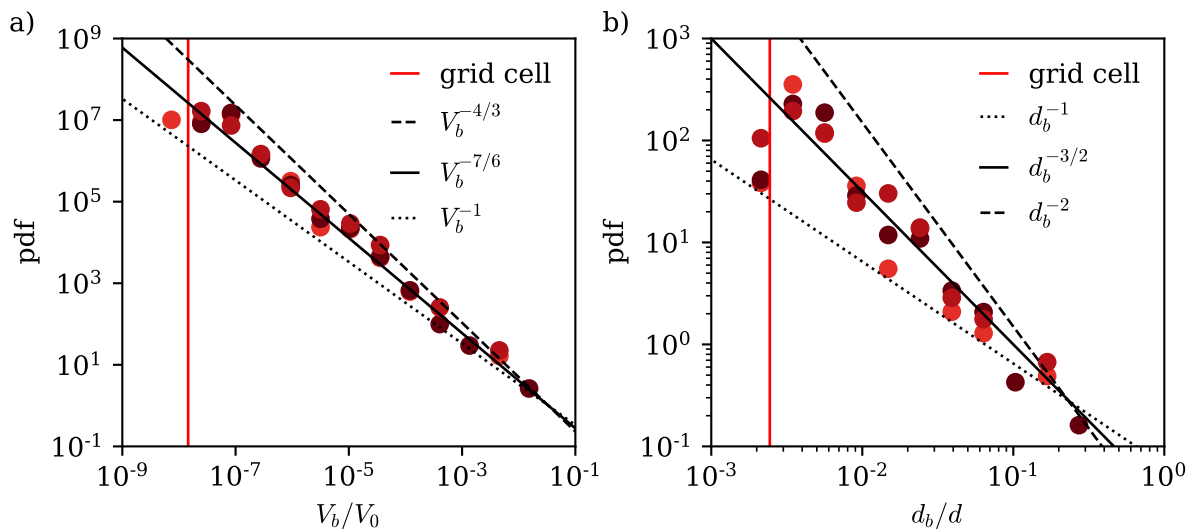 a)
pdf
10^9
10^7
10^5
10^3
10^1
10^-1
10^-9
10^-7
10^-5
10^-3
10^-1
V_b/V_0
grid cell
V_b^-4/3
V_b^-7/6
V_b^-1
b)
pdf
10^3
10^2
10^1
10^0
10^-1
10^-3
10^-2
10^-1
10^0
d_b/d
grid cell
d_b^-1
d_b^-3/2
d_b^-2